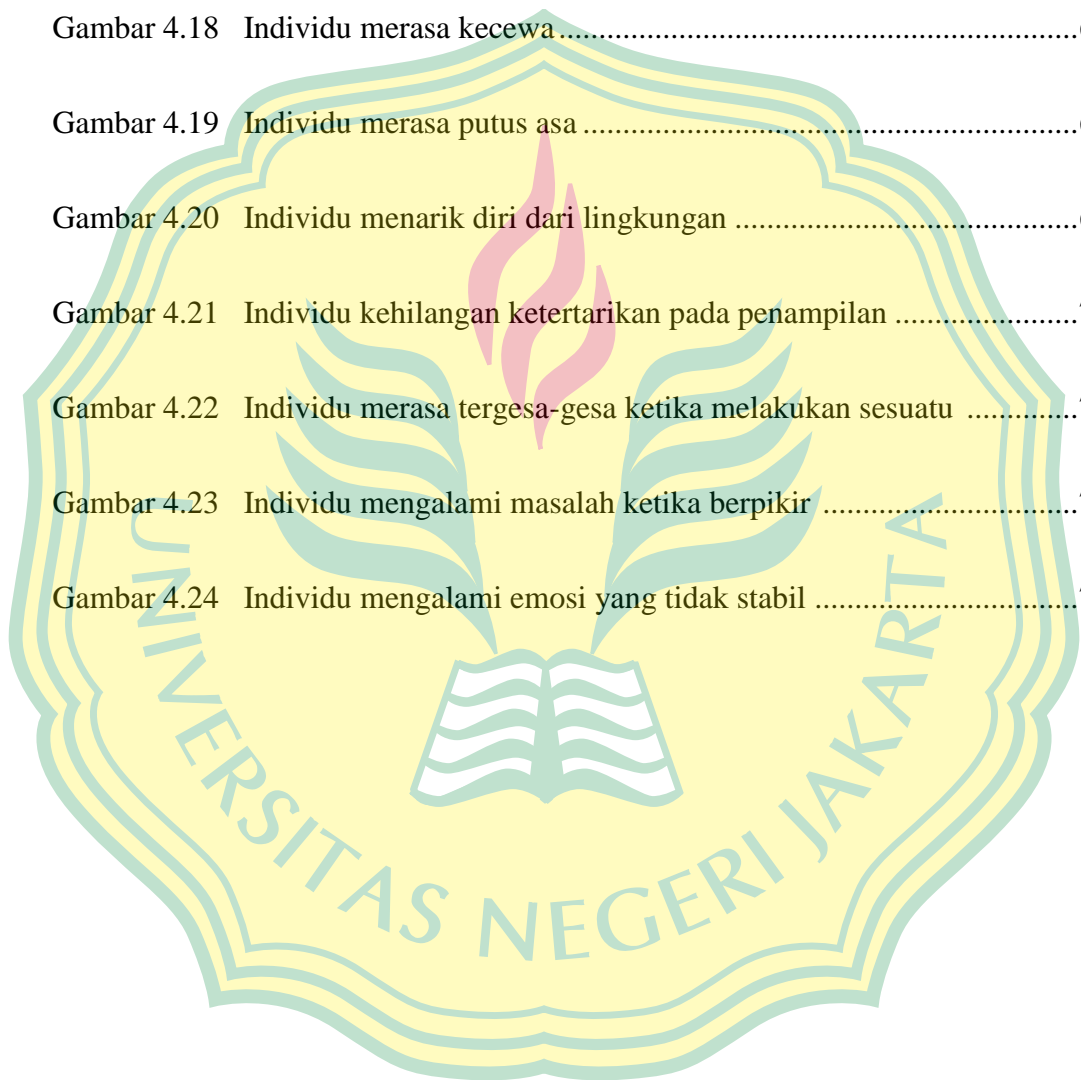 Gambar 4.18 Individu merasa kecewa
Gambar 4.19 Individu merasa putus asa
Gambar 4.20 Individu menarik diri dari lingkungan
Gambar 4.21 Individu kehilangan ketertarikan pada penampilan
Gambar 4.22 Individu merasa tergesa-gesa ketika melakukan sesuatu
Gambar 4.23 Individu mengalami masalah ketika berpikir
Gambar 4.24 Individu mengalami emosi yang tidak stabil
UNIVERSITAS NEGERI JAKARTA